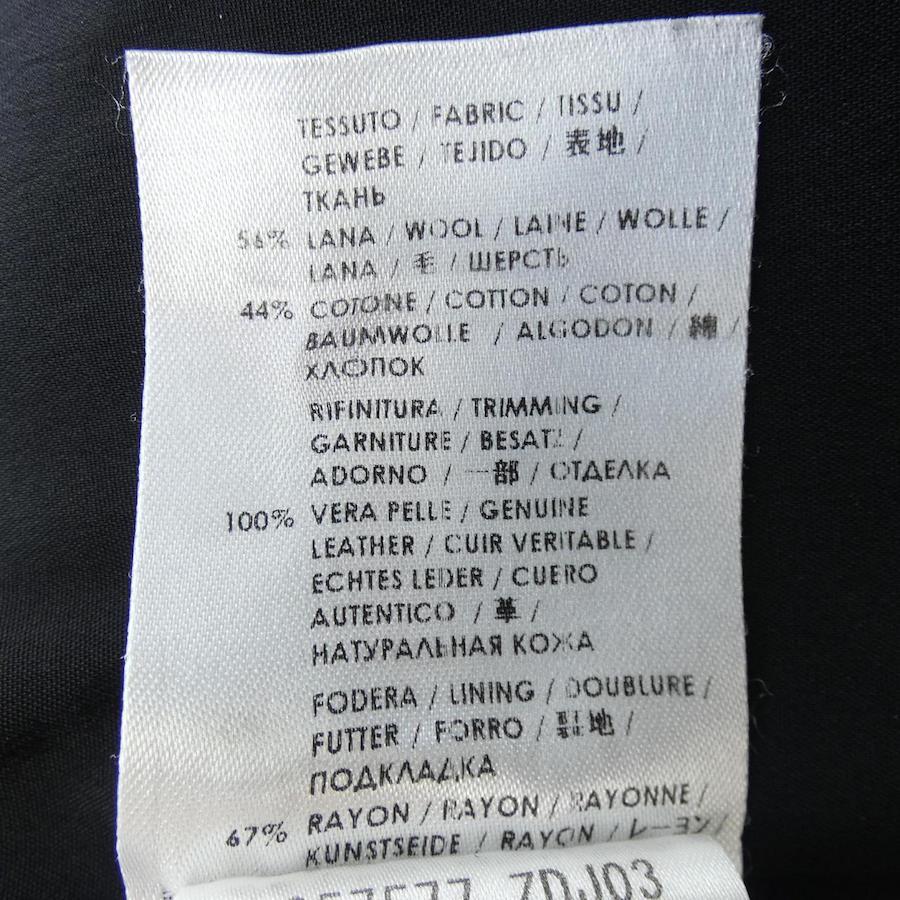 TESSUTO / FABRIC / TISSU /
GEWEBE / TEJIDO / 表地 /
ТКАНЬ
56% LANA / WOOL / LAINE / WOLLE /
LANA / 毛 / ШЕРСТЬ
44% COTONE / COTTON / COTON /
BAUMWOLLE / ALGODON / 綿 /
ХЛОПОК
RIFINITURA / TRIMMING /
GARNITURE / BESATZ /
ADORNO / 一部 / ОТДЕЛКА
100% VERA PELLE / GENUINE
LEATHER / CUIR VERITABLE /
ECHTES LEDER / CUERO
AUTENTICO / 革 /
НАТУРАЛЬНАЯ КОЖА
FODERA / LINING / DOUBLURE /
FUTTER / FORRO / 裏地 /
ПОДКЛАДКА
67% RAYON / RAYON / RAYONNE /
KUNSTSEIDE / RAYON / レーヨン /
ZDJ03